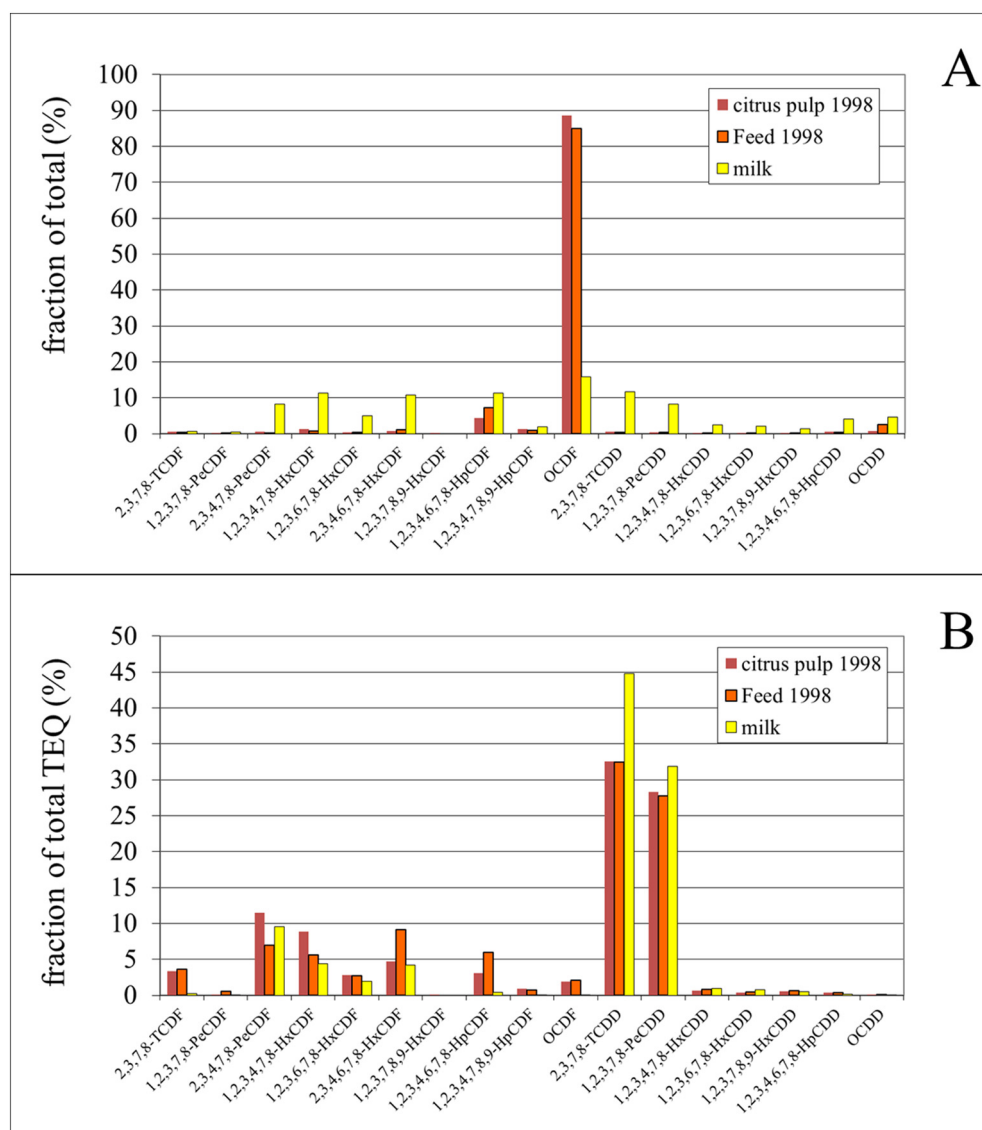 A
fraction of total (%)
100
90
80
70
60
50
40
30
20
10
0
citrus pulp 1998
Feed 1998
milk
2,3,7,8-TCDF
1,2,3,7,8-PeCDF
2,3,4,7,8-PeCDF
1,2,3,4,7,8-HxCDF
1,2,3,6,7,8-HxCDF
2,3,4,6,7,8-HxCDF
1,2,3,7,8,9-HxCDF
1,2,3,4,6,7,8-HpCDF
1,2,3,4,7,8,9-HpCDF
OCDF
2,3,7,8-TCDD
1,2,3,7,8-PeCDD
1,2,3,4,7,8-HxCDD
1,2,3,6,7,8-HxCDD
1,2,3,7,8,9-HxCDD
1,2,3,4,6,7,8-HpCDD
OCDD
B
fraction of total TEQ (%)
50
45
40
35
30
25
20
15
10
5
0
citrus pulp 1998
Feed 1998
milk
2,3,7,8-TCDF
1,2,3,7,8-PeCDF
2,3,4,7,8-PeCDF
1,2,3,4,7,8-HxCDF
1,2,3,6,7,8-HxCDF
2,3,4,6,7,8-HxCDF
1,2,3,7,8,9-HxCDF
1,2,3,4,6,7,8-HpCDF
1,2,3,4,7,8,9-HpCDF
OCDF
2,3,7,8-TCDD
1,2,3,7,8-PeCDD
1,2,3,4,7,8-HxCDD
1,2,3,6,7,8-HxCDD
1,2,3,7,8,9-HxCDD
1,2,3,4,6,7,8-HpCDD
OCDD